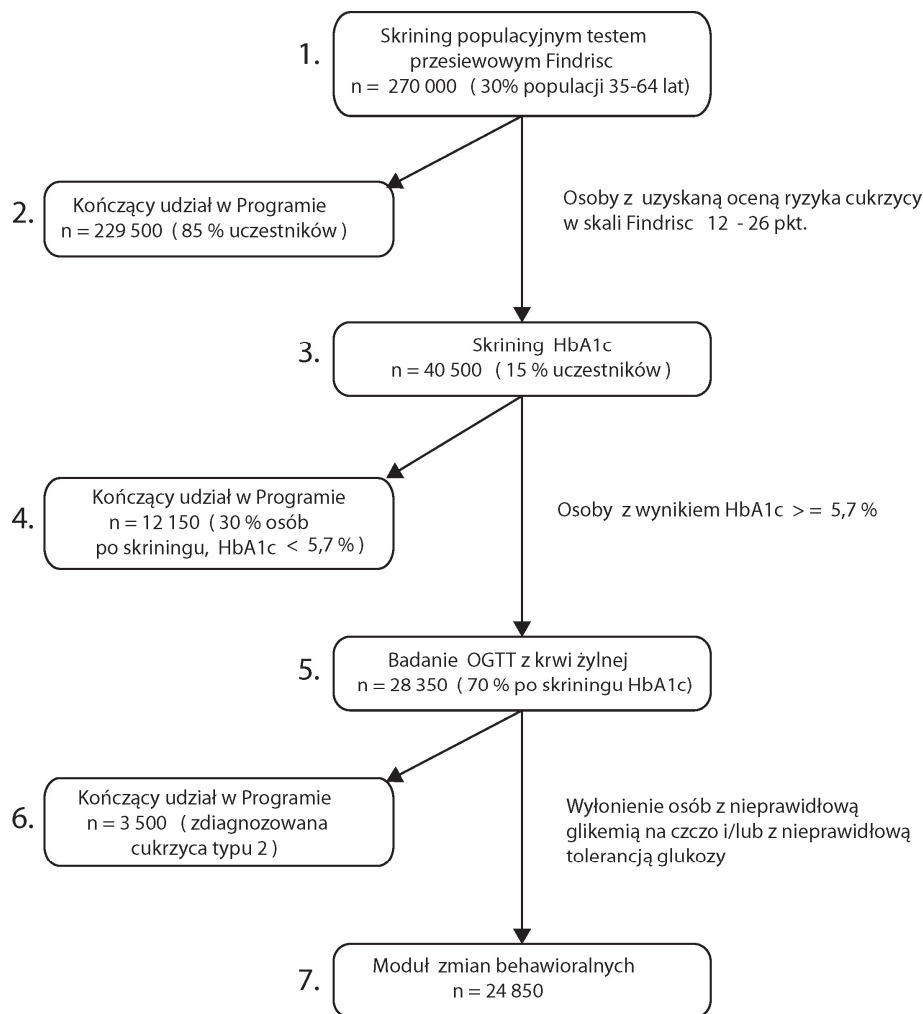 1.
Skrining populacyjnym testem
przesiewowym Findrisc
n = 270 000 ( 30% populacji 35-64 lat)
2.
Kończący udział w Programie
n = 229 500 ( 85 % uczestników )
Osoby z uzyskaną oceną ryzyka cukrzycy
w skali Findrisc 12 - 26 pkt.
3.
Skrining HbA1c
n = 40 500 ( 15 % uczestników )
4.
Kończący udział w Programie
n = 12 150 ( 30 % osób
po skriningu, HbA1c < 5,7 % )
Osoby z wynikiem HbA1c > = 5,7 %
5.
Badanie OGTT z krwi żylnej
n = 28 350 ( 70 % po skriningu HbA1c)
6.
Kończący udział w Programie
n = 3 500 ( zdiagnozowana
cukrzyca typu 2 )
Wyłonienie osób z nieprawidłową
glikemią na czczo i/lub z nieprawidłową
tolerancją glukozy
7.
Moduł zmian behawioralnych
n = 24 850